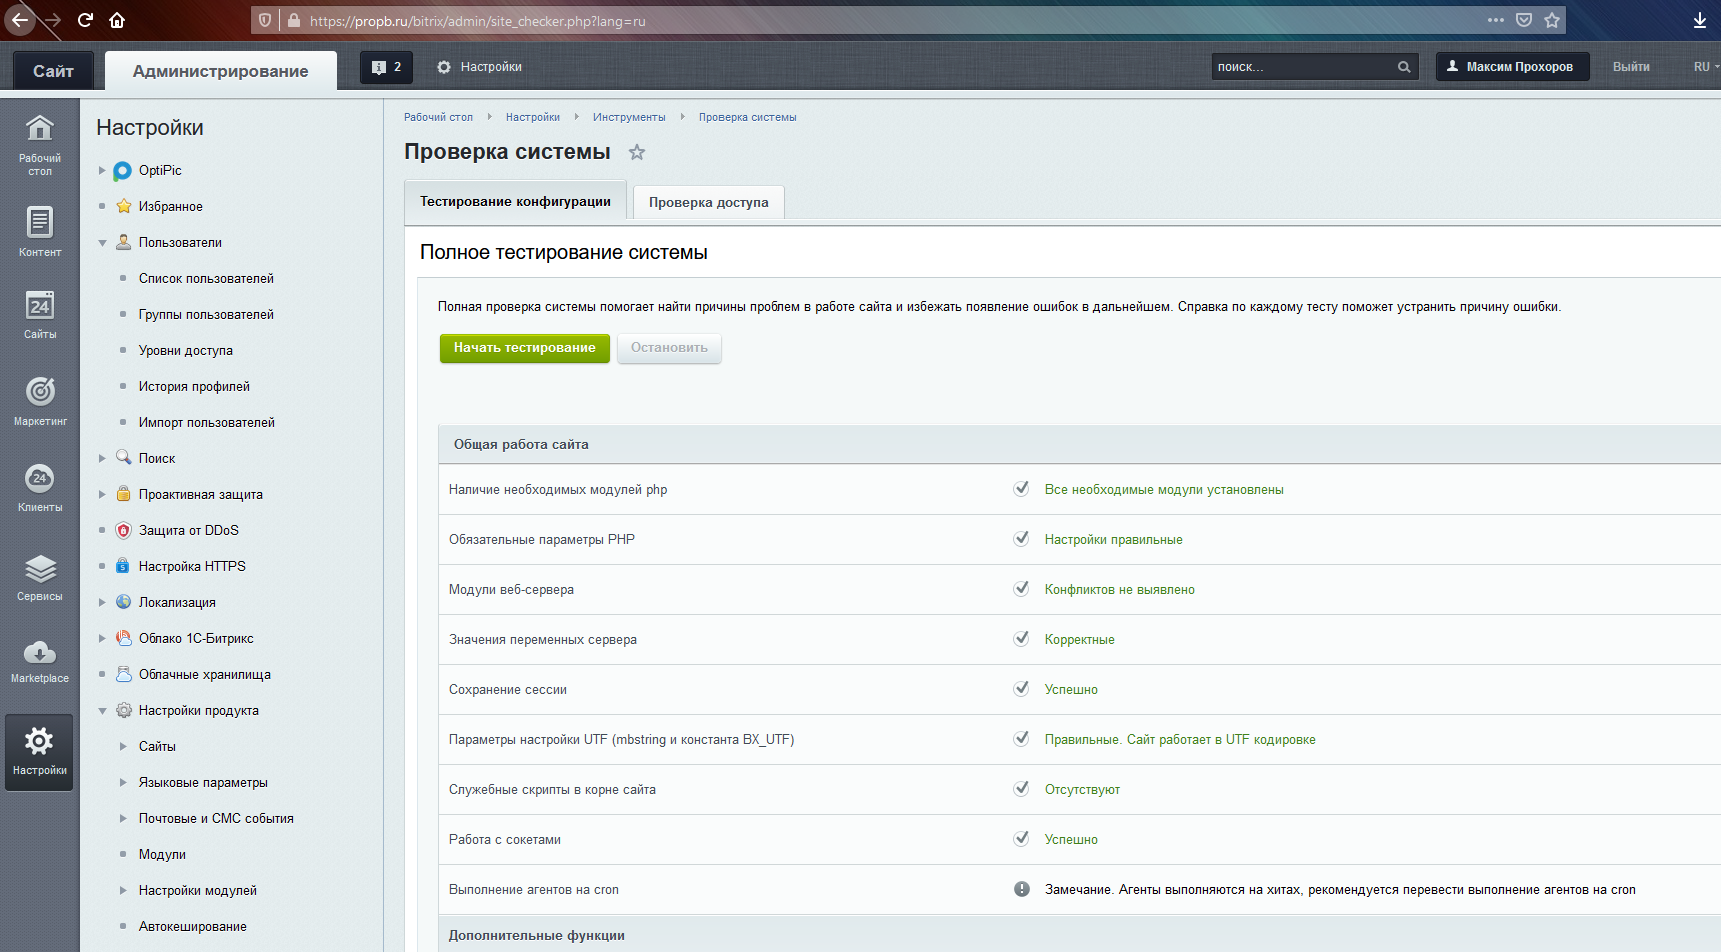 https://propb.ru/bitrix/admin/site_checker.php?lang=ru
Сайт
Администрирование
2
Настройки
поиск...
Максим Прохоров
Выйти
RU
Рабочий стол
Контент
24
Сайты
Маркетинг
24
Клиенты
Сервисы
Marketplace
Настройки
Настройки
OptiPic
Избранное
Пользователи
Список пользователей
Группы пользователей
Уровни доступа
История профилей
Импорт пользователей
Поиск
Проактивная защита
Защита от DDoS
Настройка HTTPS
Локализация
Облако 1С-Битрикс
Облачные хранилища
Настройки продукта
Сайты
Языковые параметры
Почтовые и СМС события
Модули
Настройки модулей
Автокеширование
Рабочий стол Настройки Инструменты Проверка системы
Проверка системы
Тестирование конфигурации
Проверка доступа
Полное тестирование системы
Полная проверка системы помогает найти причины проблем в работе сайта и избежать появление ошибок в дальнейшем. Справка по каждому тесту поможет устранить причину ошибки.
Начать тестирование
Остановить
Общая работа сайта
Наличие необходимых модулей php Все необходимые модули установлены
Обязательные параметры PHP Настройки правильные
Модули веб-сервера Конфликтов не выявлено
Значения переменных сервера Корректные
Сохранение сессии Успешно
Параметры настройки UTF (mbstring и константа BX_UTF) Правильные. Сайт работает в UTF кодировке
Служебные скрипты в корне сайта Отсутствуют
Работа с сокетами Успешно
Выполнение агентов на cron Замечание. Агенты выполняются на хитах, рекомендуется перевести выполнение агентов на cron
Дополнительные функции